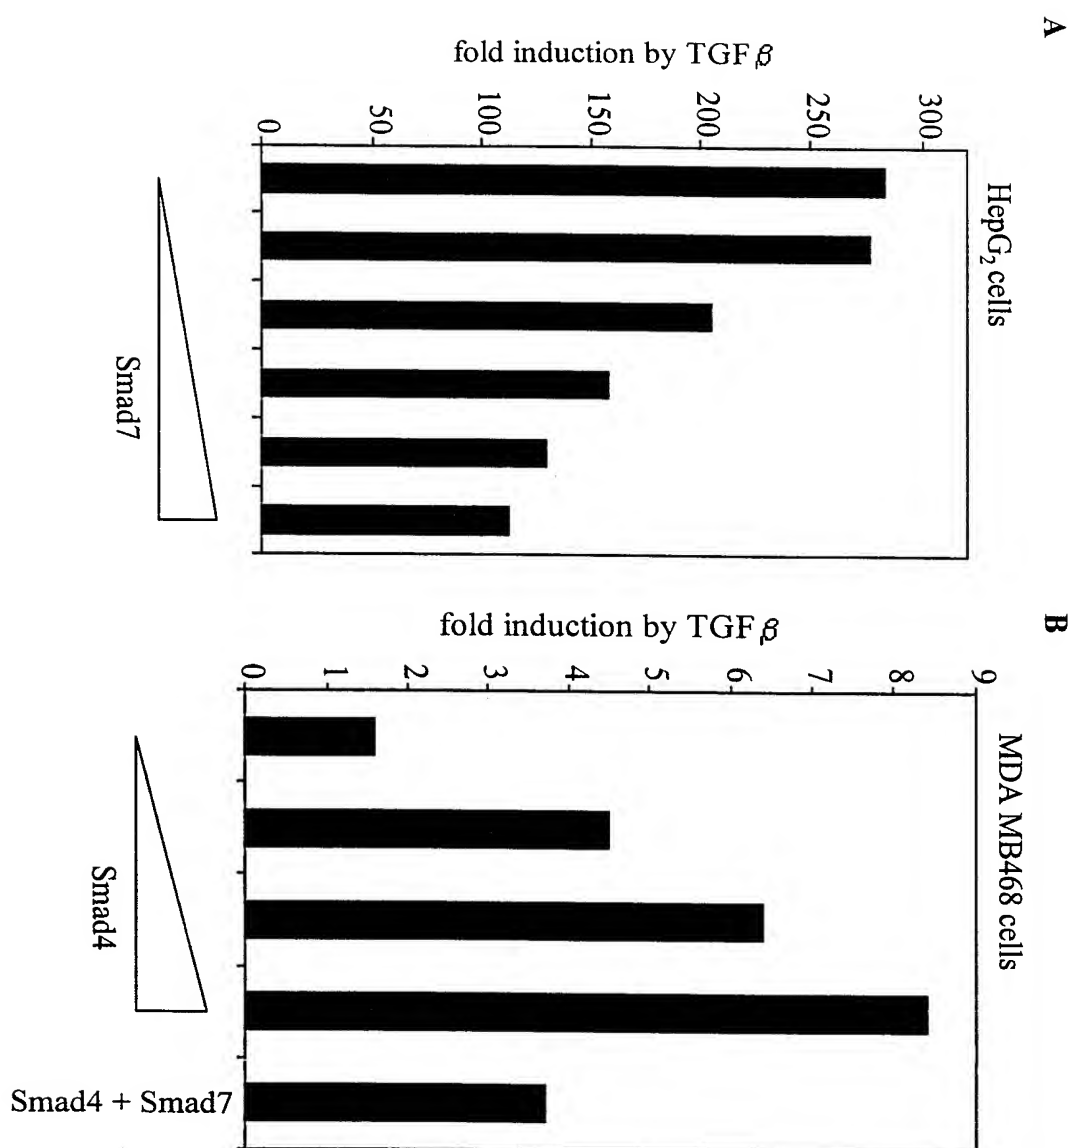 A
HepG2 cells
fold induction by TGFβ
300
250
200
150
100
50
0
Smad7
B
MDA MB468 cells
fold induction by TGFβ
9
8
7
6
5
4
3
2
1
0
Smad4
Smad4 + Smad7